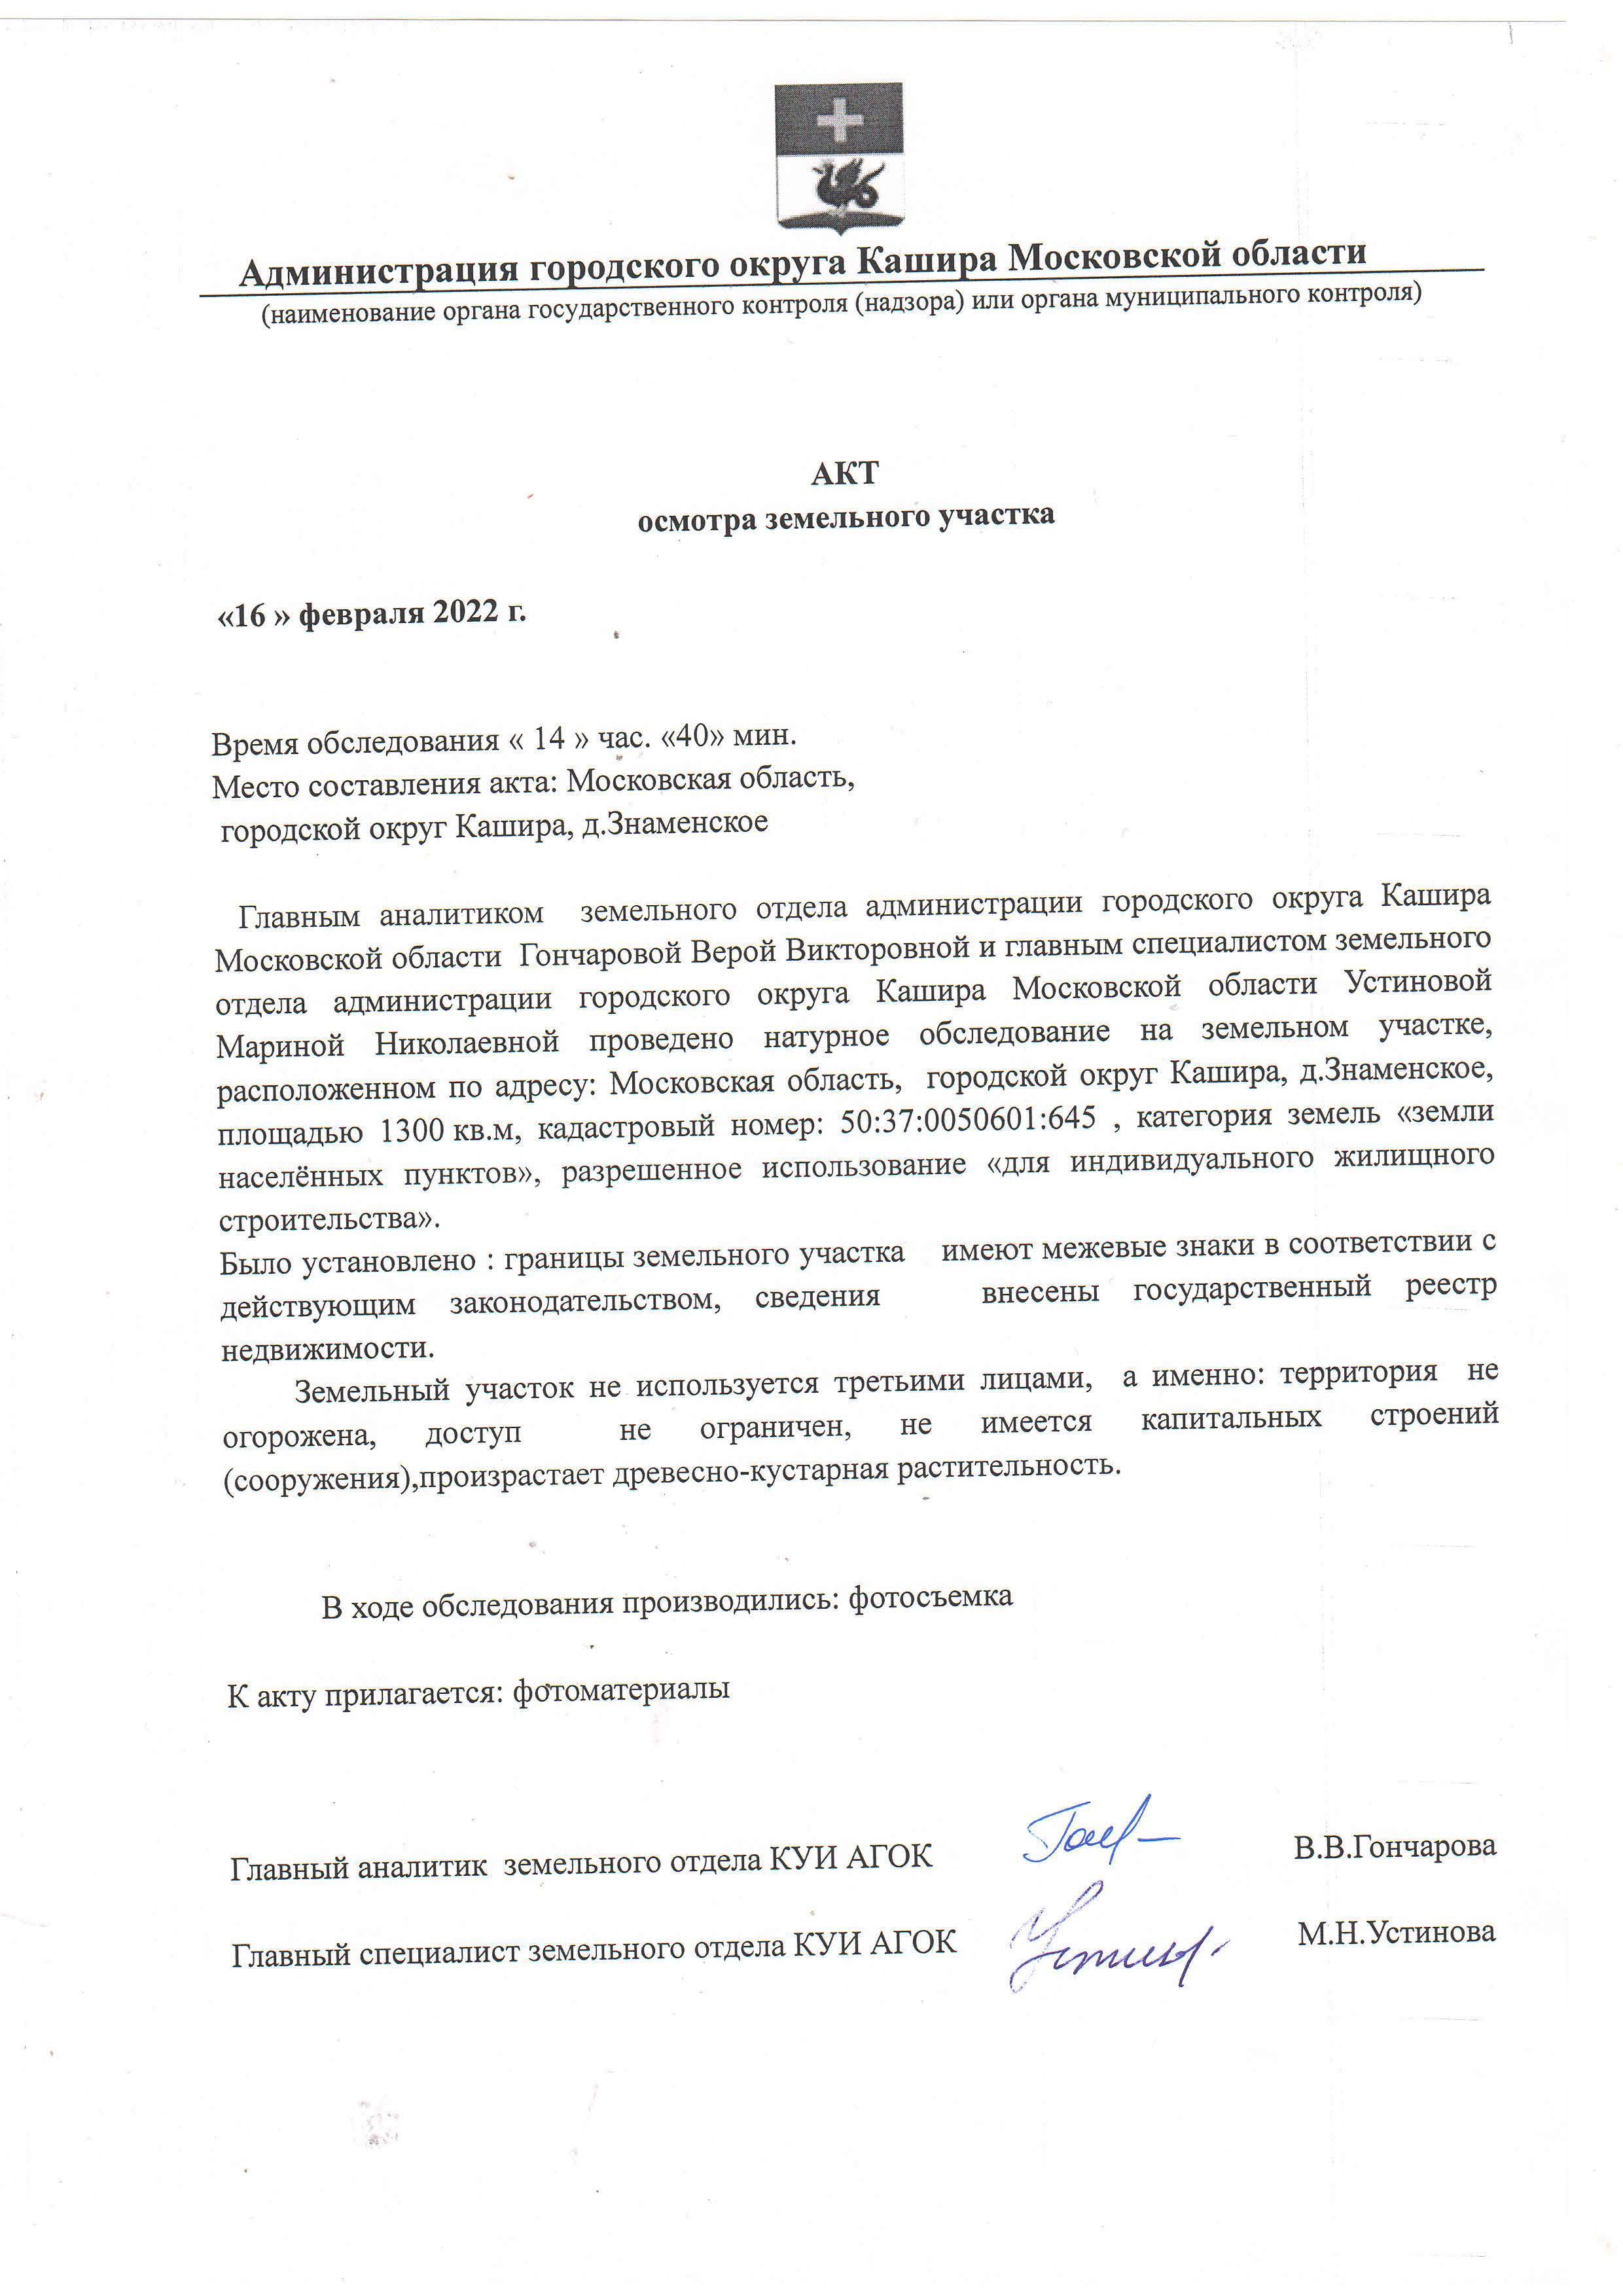 Администрация городского округа Кашира Московской области
(наименование органа государственного контроля (надзора) или органа муниципального контроля)
АКТ
осмотра земельного участка
«16 » февраля 2022 г.
Время обследования « 14 » час. «40» мин.
Место составления акта: Московская область,
городской округ Кашира, д.Знаменское
Главным аналитиком земельного отдела администрации городского округа Кашира
Московской области Гончаровой Верой Викторовной и главным специалистом земельного
отдела администрации городского округа Кашира Московской области Устиновой
Мариной Николаевной проведено натурное обследование на земельном участке,
расположенном по адресу: Московская область, городской округ Кашира, д.Знаменское,
площадью 1300 кв.м, кадастровый номер: 50:37:0050601:645 , категория земель «земли
населённых пунктов», разрешенное использование «для индивидуального жилищного
строительства».
Было установлено : границы земельного участка имеют межевые знаки в соответствии с
действующим законодательством, сведения внесены государственный реестр
недвижимости.
Земельный участок не используется третьими лицами, а именно: территория не
огорожена, доступ не ограничен, не имеется капитальных строений
(сооружения),произрастает древесно-кустарная растительность.
В ходе обследования производились: фотосъемка
К акту прилагается: фотоматериалы
Главный аналитик земельного отдела КУИ АГОК В.В.Гончарова
Главный специалист земельного отдела КУИ АГОК М.Н.Устинова